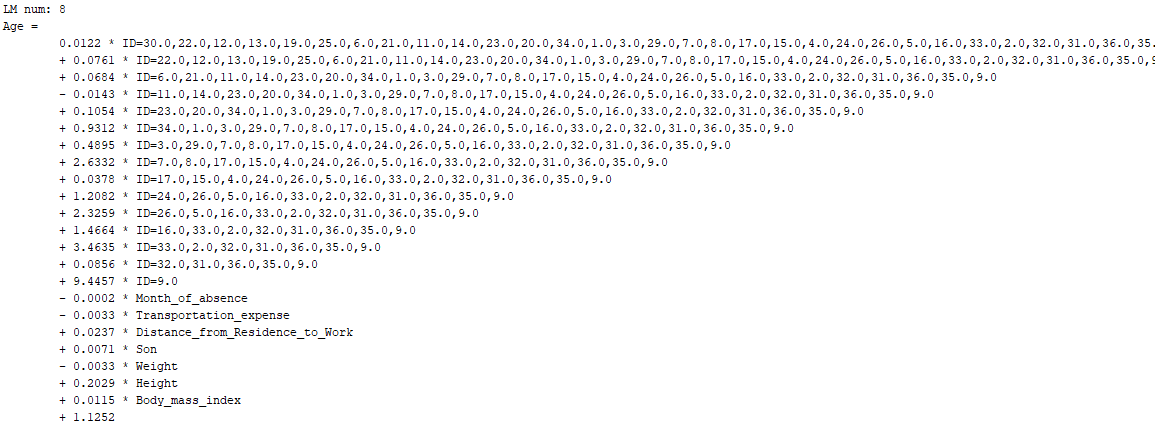 LM num: 8
Age =
0.0122 * ID=30.0,22.0,12.0,13.0,19.0,25.0,6.0,21.0,11.0,14.0,23.0,20.0,34.0,1.0,3.0,29.0,7.0,8.0,17.0,15.0,4.0,24.0,26.0,5.0,16.0,33.0,2.0,32.0,31.0,36.0,35.
+ 0.0761 * ID=22.0,12.0,13.0,19.0,25.0,6.0,21.0,11.0,14.0,23.0,20.0,34.0,1.0,3.0,29.0,7.0,8.0,17.0,15.0,4.0,24.0,26.0,5.0,16.0,33.0,2.0,32.0,31.0,36.0,35.0,9
+ 0.0684 * ID=6.0,21.0,11.0,14.0,23.0,20.0,34.0,1.0,3.0,29.0,7.0,8.0,17.0,15.0,4.0,24.0,26.0,5.0,16.0,33.0,2.0,32.0,31.0,36.0,35.0,9.0
- 0.0143 * ID=11.0,14.0,23.0,20.0,34.0,1.0,3.0,29.0,7.0,8.0,17.0,15.0,4.0,24.0,26.0,5.0,16.0,33.0,2.0,32.0,31.0,36.0,35.0,9.0
+ 0.1054 * ID=23.0,20.0,34.0,1.0,3.0,29.0,7.0,8.0,17.0,15.0,4.0,24.0,26.0,5.0,16.0,33.0,2.0,32.0,31.0,36.0,35.0,9.0
+ 0.9312 * ID=34.0,1.0,3.0,29.0,7.0,8.0,17.0,15.0,4.0,24.0,26.0,5.0,16.0,33.0,2.0,32.0,31.0,36.0,35.0,9.0
+ 0.4895 * ID=3.0,29.0,7.0,8.0,17.0,15.0,4.0,24.0,26.0,5.0,16.0,33.0,2.0,32.0,31.0,36.0,35.0,9.0
+ 2.6332 * ID=7.0,8.0,17.0,15.0,4.0,24.0,26.0,5.0,16.0,33.0,2.0,32.0,31.0,36.0,35.0,9.0
+ 0.0378 * ID=17.0,15.0,4.0,24.0,26.0,5.0,16.0,33.0,2.0,32.0,31.0,36.0,35.0,9.0
+ 1.2082 * ID=24.0,26.0,5.0,16.0,33.0,2.0,32.0,31.0,36.0,35.0,9.0
+ 2.3259 * ID=26.0,5.0,16.0,33.0,2.0,32.0,31.0,36.0,35.0,9.0
+ 1.4664 * ID=16.0,33.0,2.0,32.0,31.0,36.0,35.0,9.0
+ 3.4635 * ID=33.0,2.0,32.0,31.0,36.0,35.0,9.0
+ 0.0856 * ID=32.0,31.0,36.0,35.0,9.0
+ 9.4457 * ID=9.0
- 0.0002 * Month_of_absence
- 0.0033 * Transportation_expense
+ 0.0237 * Distance_from_Residence_to_Work
+ 0.0071 * Son
- 0.0033 * Weight
+ 0.2029 * Height
+ 0.0115 * Body_mass_index
+ 1.1252